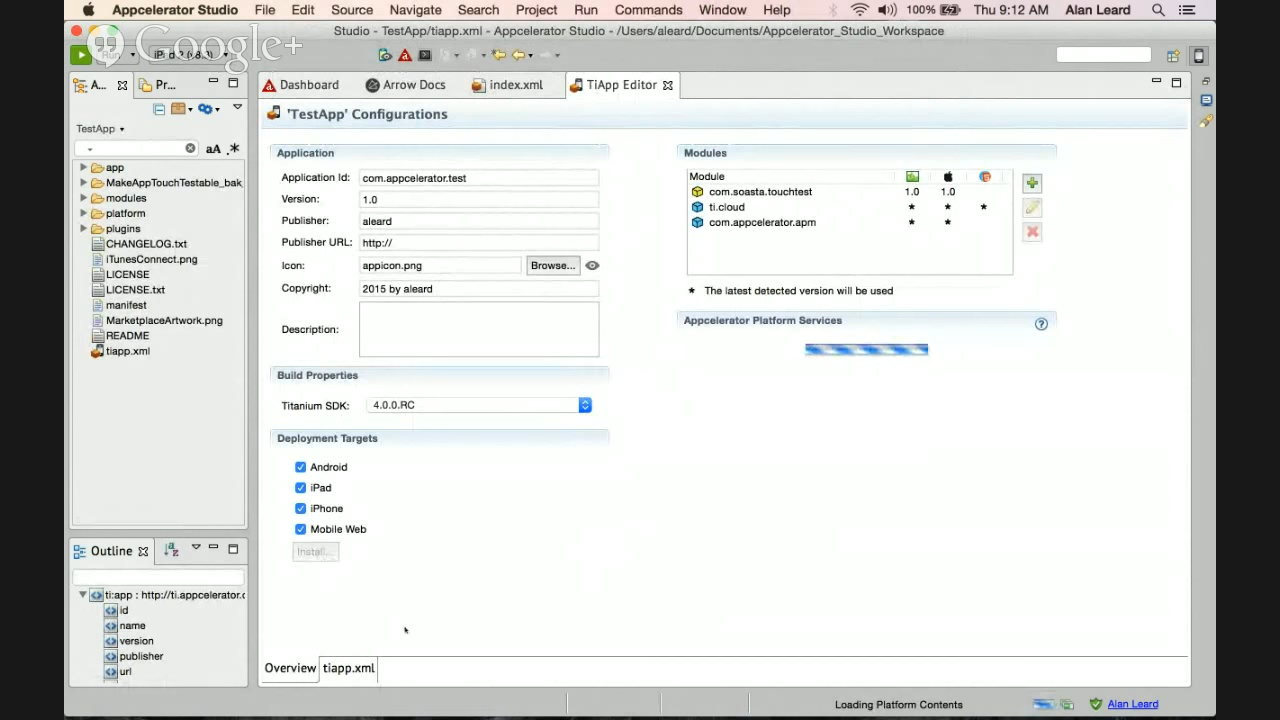 Appcelerator Studio File Edit Source Navigate Search Project Run Commands Window Help 100% Thu 9:12 AM Alan Leard
Studio - TestApp/tiapp.xml - Appcelerator Studio - /Users/aleard/Documents/Appcelerator_Studio_Workspace
Google+
A... Pr... Dashboard Arrow Docs index.xml TiApp Editor
TestApp
aA .*
app
MakeAppTouchTestable_bak_
modules
platform
plugins
CHANGELOG.txt
iTunesConnect.png
LICENSE
LICENSE.txt
manifest
MarketplaceArtwork.png
README
tiapp.xml
Outline
ti:app : http://ti.appcelerator.c
id
name
version
publisher
url
'TestApp' Configurations
Application
Application Id: com.appcelerator.test
Version: 1.0
Publisher: aleard
Publisher URL: http://
Icon: appicon.png Browse...
Copyright: 2015 by aleard
Description:
Build Properties
Titanium SDK: 4.0.0.RC
Deployment Targets
Android
iPad
iPhone
Mobile Web
Install...
Modules
Module
com.soasta.touchtest 1.0 1.0
ti.cloud * * *
com.appcelerator.apm * *
* The latest detected version will be used
Appcelerator Platform Services
Overview tiapp.xml
Loading Platform Contents Alan Leard